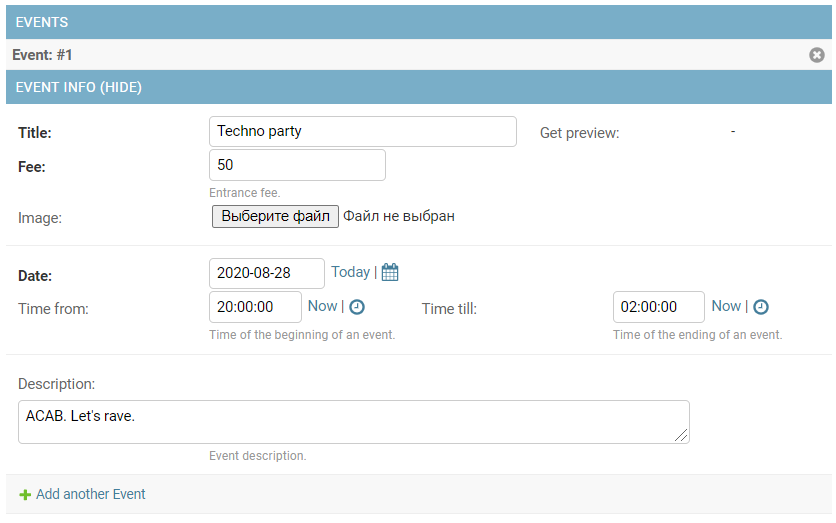 EVENTS
Event: #1
EVENT INFO (HIDE)
Title: Techno party Get preview: -
Fee: 50
Entrance fee.
Image: Выберите файл Файл не выбран
Date: 2020-08-28 Today |
Time from: 20:00:00 Now | Time till: 02:00:00 Now |
Time of the beginning of an event. Time of the ending of an event.
Description:
ACAB. Let's rave.
Event description.
Add another Event